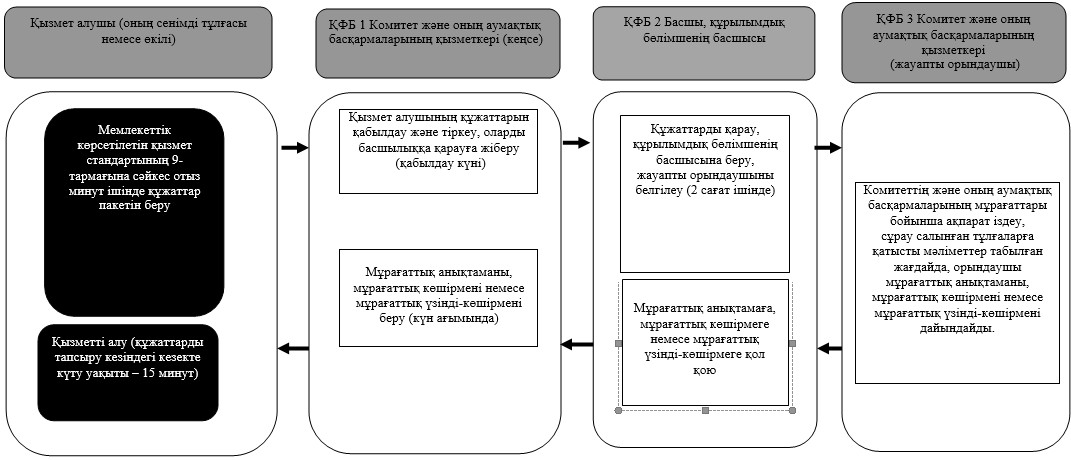 Қызмет алушы (оның сенімді тұлғасы
немесе өкілі)
ҚФБ 1 Комитет және оның аумақтық
басқармаларының қызметкері (кеңсе)
ҚФБ 2 Басшы, құрылымдық
бөлімшенің басшысы
ҚФБ 3 Комитет және оның
аумақтық басқармаларының
қызметкері
(жауапты орындаушы)
Мемлекеттік
көрсетілетін қызмет
стандартының 9-
тармағына сәйкес отыз
минут ішінде құжаттар
пакетін беру
Қызмет алушының құжаттарын
қабылдау және тіркеу, оларды
басшылыққа қарауға жіберу
(қабылдау күні)
Құжаттарды қарау,
құрылымдық бөлімшенің
басшысына беру,
жауапты орындаушыны
белгілеу (2 сағат ішінде)
Комитеттің және оның аумақтық
басқармаларының мұрағаттары
бойынша ақпарат іздеу,
сұрау салынған тұлғаларға
қатысты мәліметтер табылған
жағдайда, орындаушы
мұрағаттық анықтаманы,
мұрағаттық көшірмені немесе
мұрағаттық үзінді-көшірмені
дайындайды.
Мұрағаттық анықтамаға,
мұрағаттық көшірмеге
немесе мұрағаттық
үзінді-көшірмеге қол
қою
Мұрағаттық анықтаманы,
мұрағаттық көшірмені немесе
мұрағаттық үзінді-көшірмені
беру (күн ағымында)
Қызметті алу (құжаттарды
тапсыру кезіндегі кезекте
күту уақыты – 15 минут)